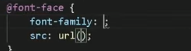 @font-face {
font-family: ;
src: url();